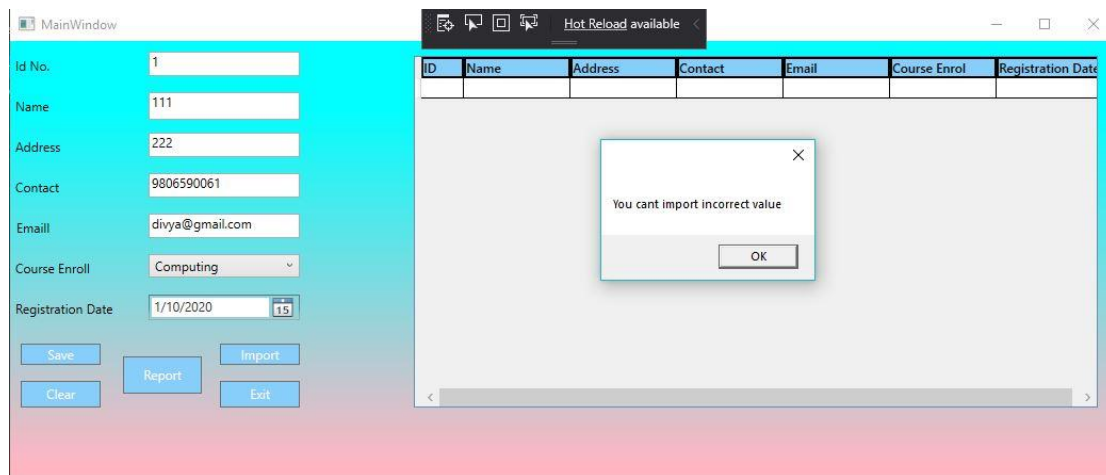 MainWindow
Hot Reload available
Id No. 1
Name 111
Address 222
Contact 9806590061
Emaill divya@gmail.com
Course Enroll Computing
Registration Date 1/10/2020 15
Save Import
Report
Clear Exit
ID Name Address Contact Email Course Enrol Registration Date
You cant import incorrect value
OK